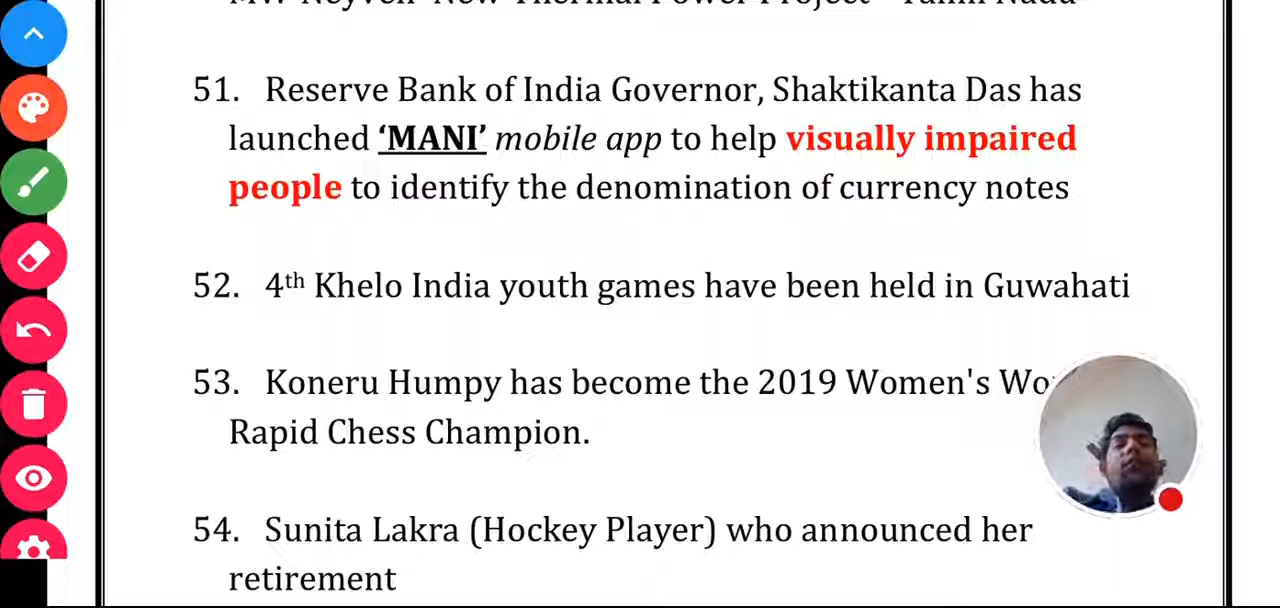 51. Reserve Bank of India Governor, Shaktikanta Das has
launched ‘MANI’ mobile app to help visually impaired
people to identify the denomination of currency notes
52. 4th Khelo India youth games have been held in Guwahati
53. Koneru Humpy has become the 2019 Women's
Rapid Chess Champion.
54. Sunita Lakra (Hockey Player) who announced her
retirement